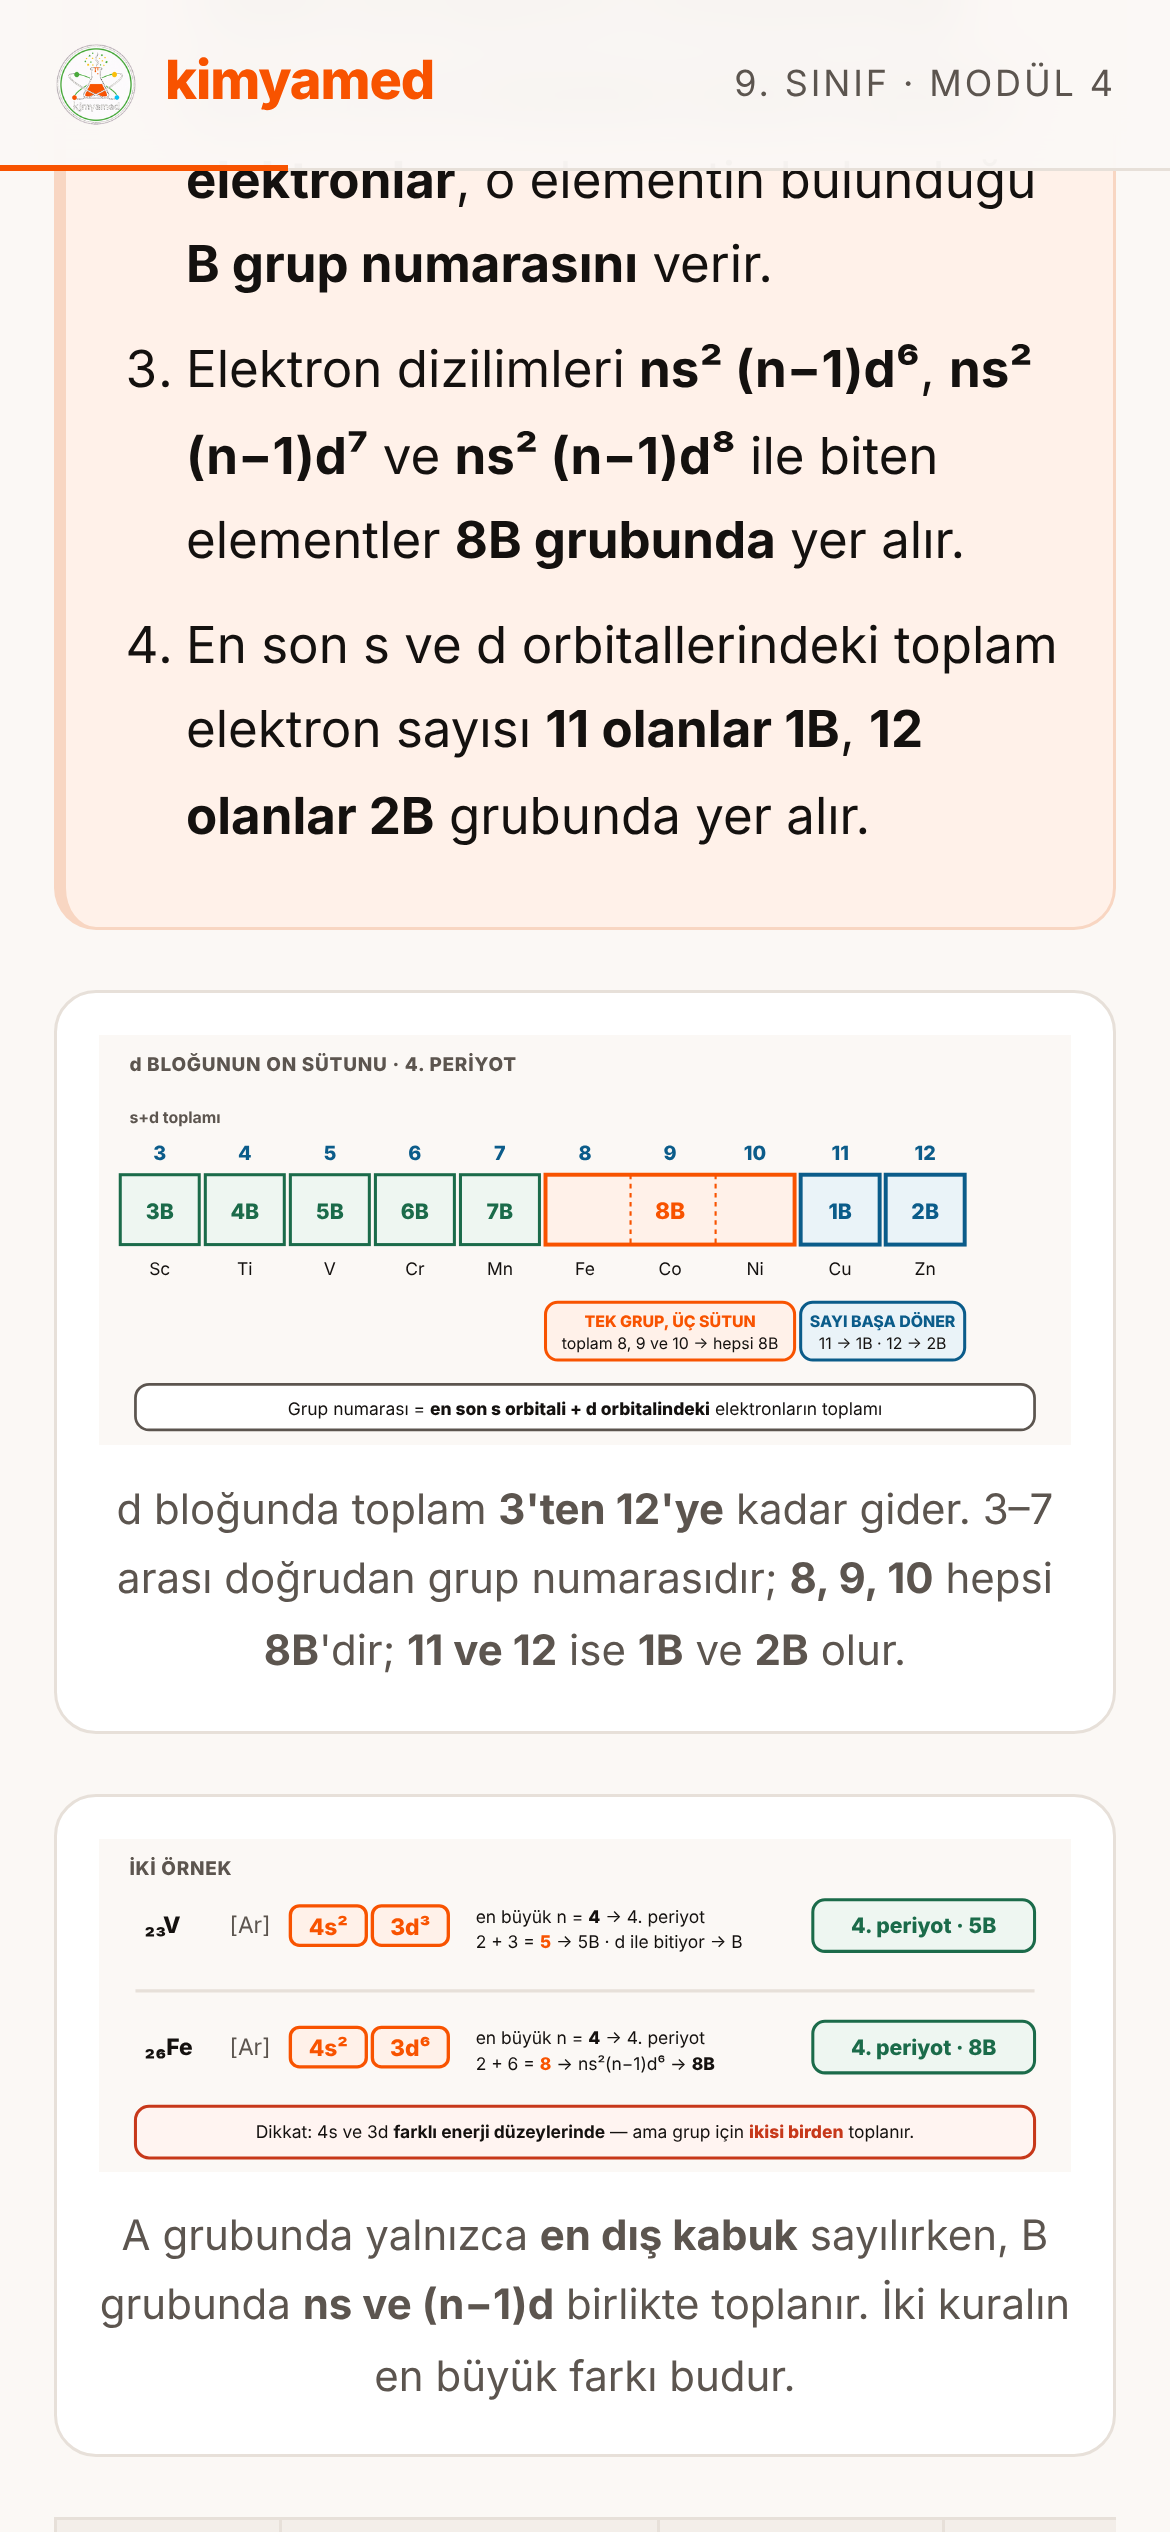 kimyamed
9. SINIF · MODÜL 4
elektronlar, o elementin bulunduğu
B grup numarasını verir.
3. Elektron dizilimleri ns² (n−1)d⁶, ns²
(n−1)d⁷ ve ns² (n−1)d⁸ ile biten
elementler 8B grubunda yer alır.
4. En son s ve d orbitallerindeki toplam
elektron sayısı 11 olanlar 1B, 12
olanlar 2B grubunda yer alır.
d BLOĞUNUN ON SÜTUNU · 4. PERİYOT
s+d toplamı
3 4 5 6 7 8 9 10 11 12
3B 4B 5B 6B 7B 8B 1B 2B
Sc Ti V Cr Mn Fe Co Ni Cu Zn
TEK GRUP, ÜÇ SÜTUN
toplam 8, 9 ve 10 → hepsi 8B
SAYI BAŞA DÖNER
11 → 1B · 12 → 2B
Grup numarası = en son s orbitali + d orbitalindeki elektronların toplamı
d bloğunda toplam 3'ten 12'ye kadar gider. 3–7
arası doğrudan grup numarasıdır; 8, 9, 10 hepsi
8B'dir; 11 ve 12 ise 1B ve 2B olur.
İKİ ÖRNEK
₂₃V [Ar] 4s² 3d³
en büyük n = 4 → 4. periyot
2 + 3 = 5 → 5B · d ile bitiyor → B
4. periyot · 5B
₂₆Fe [Ar] 4s² 3d⁶
en büyük n = 4 → 4. periyot
2 + 6 = 8 → ns²(n−1)d⁶ → 8B
4. periyot · 8B
Dikkat: 4s ve 3d farklı enerji düzeylerinde — ama grup için ikisi birden toplanır.
A grubunda yalnızca en dış kabuk sayılırken, B
grubunda ns ve (n−1)d birlikte toplanır. İki kuralın
en büyük farkı budur.